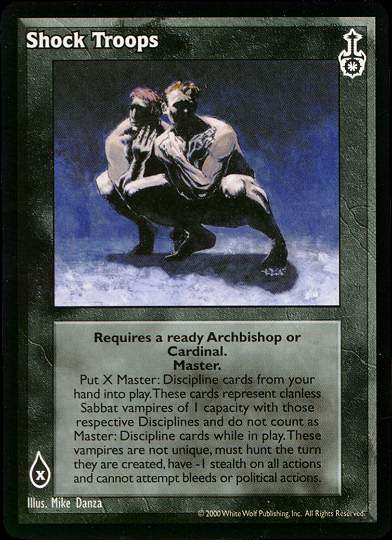 Shock Troops
Requires a ready Archbishop or
Cardinal.
Master.
Put X Master: Discipline cards from your
hand into play. These cards represent clanless
Sabbat vampires of 1 capacity with those
respective Disciplines and do not count as
Master: Discipline cards while in play. These
vampires are not unique, must hunt the turn
they are created, have -1 stealth on all actions
and cannot attempt bleeds or political actions.
X
Illus. Mike Danza
© 2000 White Wolf Publishing, Inc. All Rights Reserved.